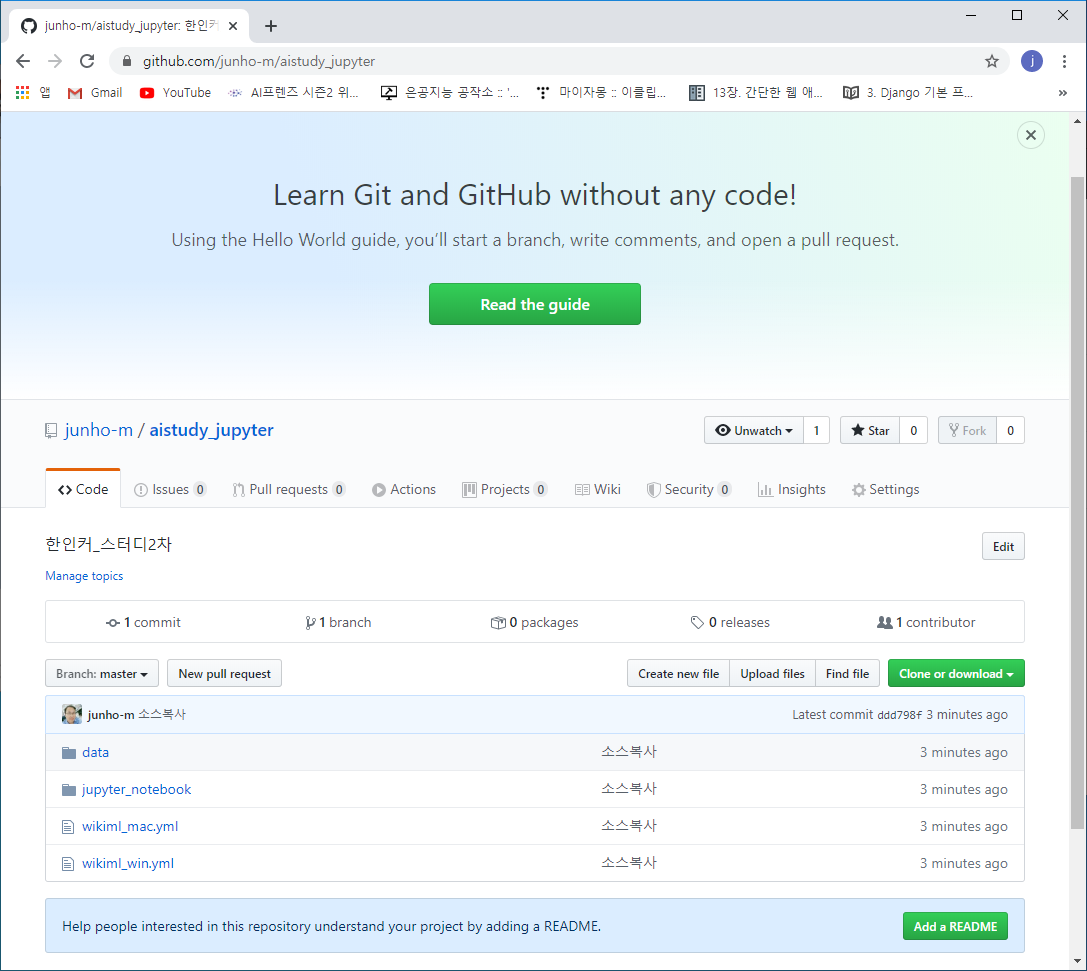 junho-m/aistudy_jupyter: 한인커
github.com/junho-m/aistudy_jupyter
j
앱 Gmail YouTube AI프렌즈 시즌2 위... 은공지능 공작소 :: '... 마이자몽 :: 이클립... 13장. 간단한 웹 애... 3. Django 기본 프... »
Learn Git and GitHub without any code!
Using the Hello World guide, you’ll start a branch, write comments, and open a pull request.
Read the guide
junho-m / aistudy_jupyter Unwatch 1 Star 0 Fork 0
Code Issues 0 Pull requests 0 Actions Projects 0 Wiki Security 0 Insights Settings
한인커_스터디2차 Edit
Manage topics
1 commit 1 branch 0 packages 0 releases 1 contributor
Branch: master New pull request Create new file Upload files Find file Clone or download
junho-m 소스복사 Latest commit ddd798f 3 minutes ago
data 소스복사 3 minutes ago
jupyter_notebook 소스복사 3 minutes ago
wikiml_mac.yml 소스복사 3 minutes ago
wikiml_win.yml 소스복사 3 minutes ago
Help people interested in this repository understand your project by adding a README. Add a README